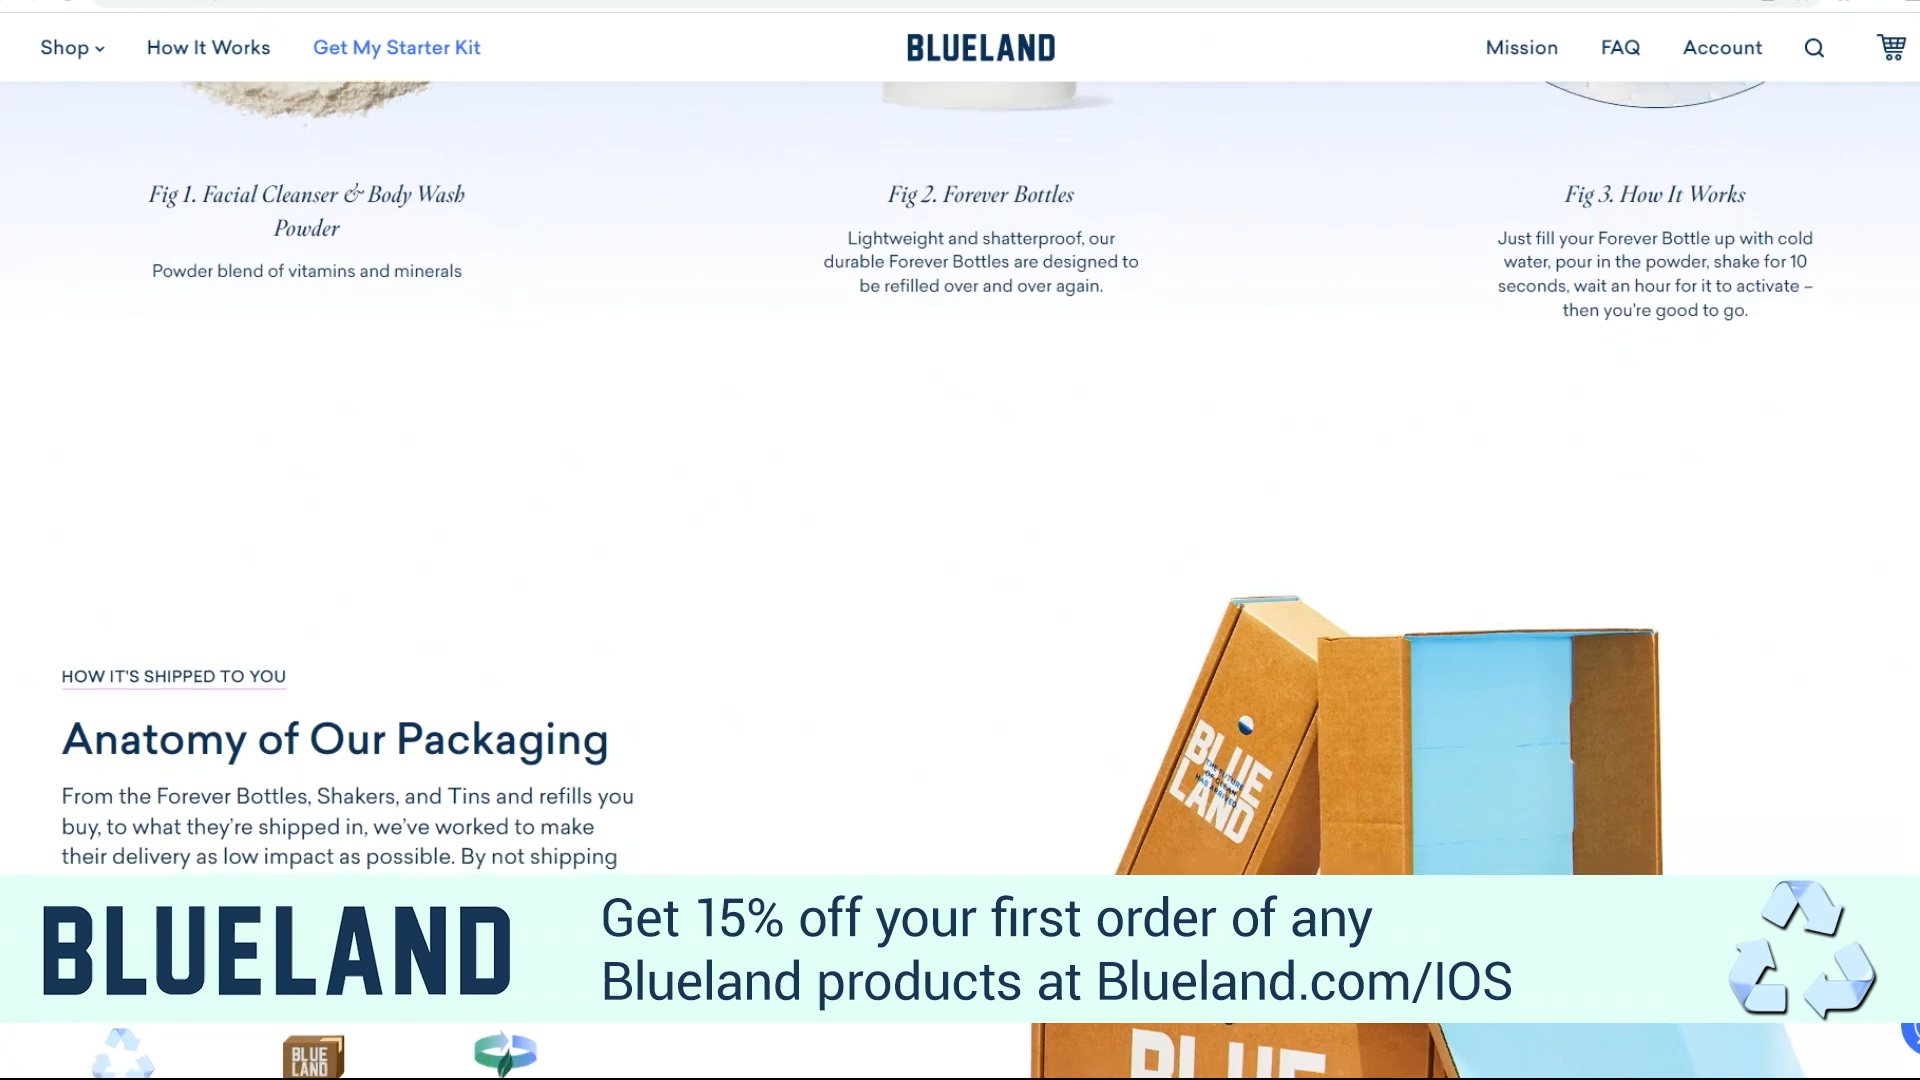 Shop
How It Works
Get My Starter Kit
BLUELAND
Mission
FAQ
Account
Fig 1. Facial Cleanser & Body Wash
Powder
Powder blend of vitamins and minerals
Fig 2. Forever Bottles
Lightweight and shatterproof, our
durable Forever Bottles are designed to
be refilled over and over again.
Fig 3. How It Works
Just fill your Forever Bottle up with cold
water, pour in the powder, shake for 10
seconds, wait an hour for it to activate –
then you're good to go.
HOW IT'S SHIPPED TO YOU
Anatomy of Our Packaging
From the Forever Bottles, Shakers, and Tins and refills you
buy, to what they're shipped in, we've worked to make
their delivery as low impact as possible. By not shipping
BLUE
LAND
THE FUTURE
OF CLEAN
HAS ARRIVED
BLUELAND
Get 15% off your first order of any
Blueland products at Blueland.com/IOS
BLUE
LAND
BLUE